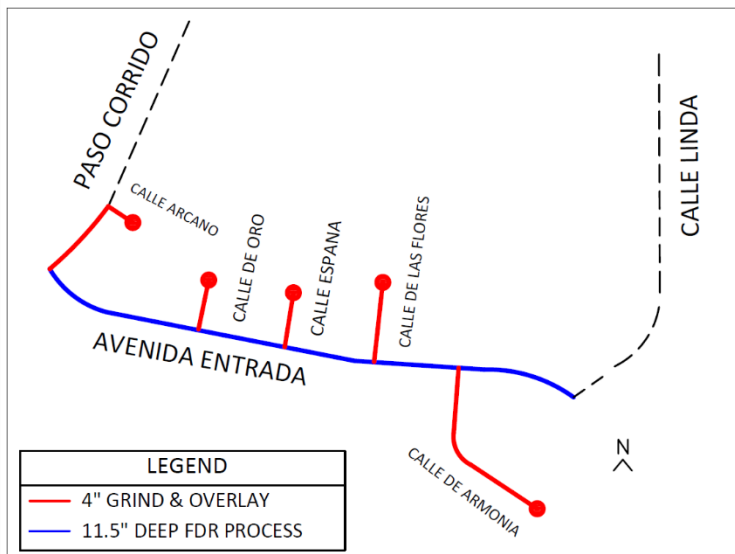 PASO CORRIDO
CALLE ARCANO
CALLE DE ORO
CALLE ESPANA
CALLE DE LAS FLORES
CALLE LINDA
AVENIDA ENTRADA
CALLE DE ARMONIA
N
LEGEND
4" GRIND & OVERLAY
11.5" DEEP FDR PROCESS